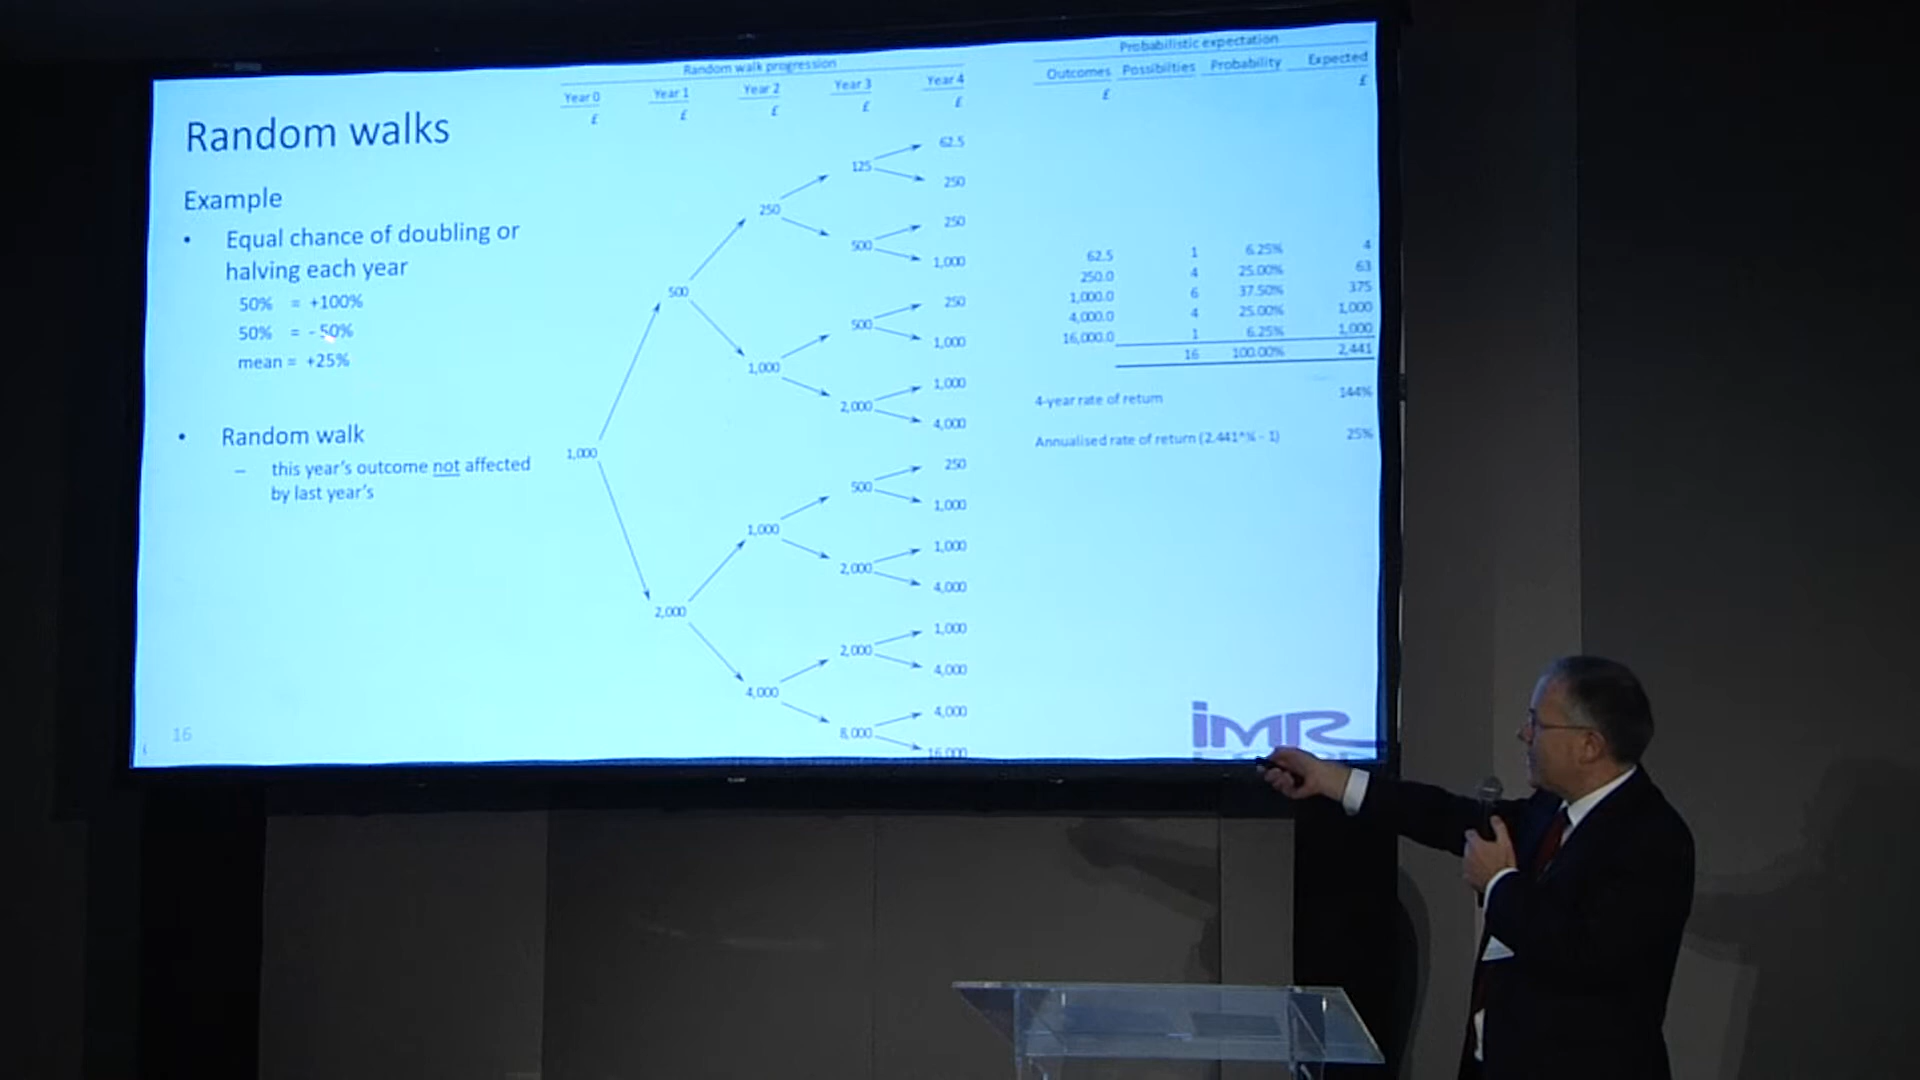 Random walks
Example
• Equal chance of doubling or
halving each year
50% = +100%
50% = - 50%
mean = +25%
• Random walk
– this year's outcome not affected
by last year's
16
Random walk progression
Year 0 Year 1 Year 2 Year 3 Year 4
£ £ £ £ £
62.5
125
250
250
250
500
1,000
500
250
500
1,000
1,000
1,000
2,000
4,000
1,000
250
500
1,000
1,000
1,000
2,000
4,000
2,000
1,000
2,000
4,000
4,000
4,000
8,000
16,000
Probabilistic expectation
Outcomes Possibilties Probability Expected
£ £
62.5 1 6.25% 4
250.0 4 25.00% 63
1,000.0 6 37.50% 375
4,000.0 4 25.00% 1,000
16,000.0 1 6.25% 1,000
16 100.00% 2,441
4-year rate of return 144%
Annualised rate of return (2.441^¼ - 1) 25%
iMR